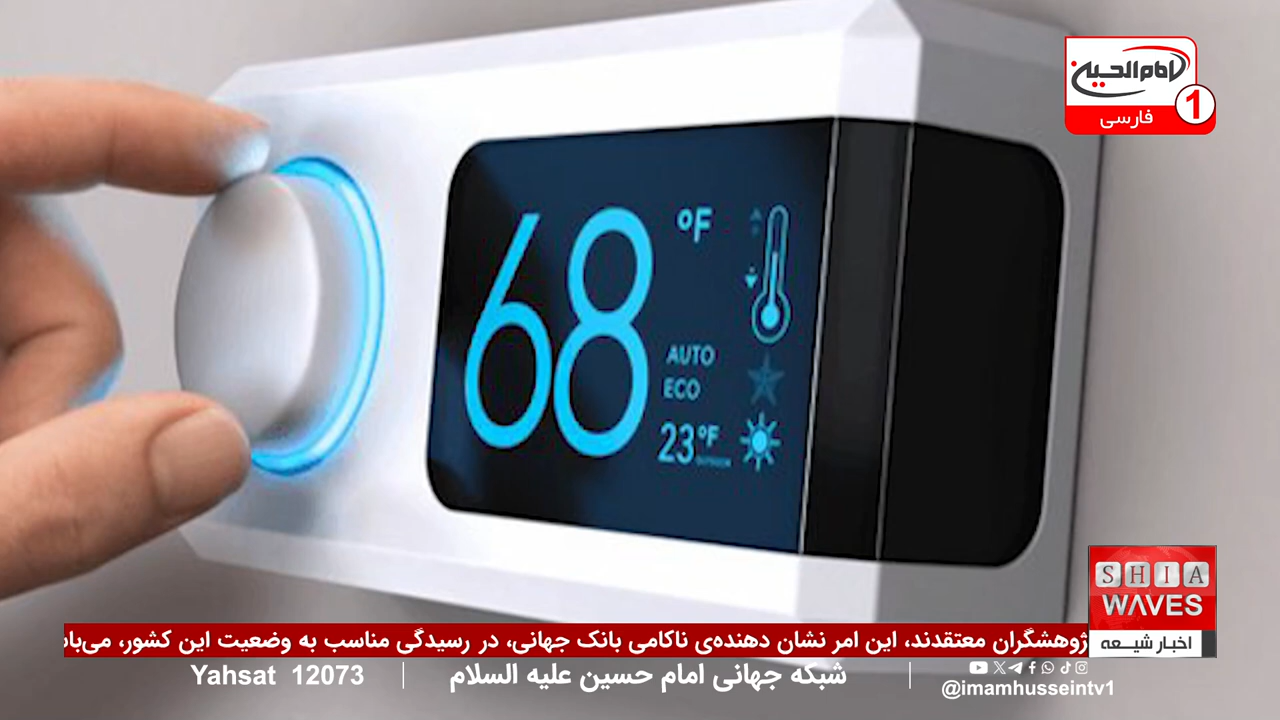 امام الحسین
1
فارسی
68 °F
AUTO
ECO
23 °F
SHIA
WAVES
اخبار شیعه
ژوهشگران معتقدند، این امر نشان دهنده‌ی ناکامی بانک جهانی، در رسیدگی مناسب به وضعیت این کشور، می‌باش
Yahsat 12073 | شبکه جهانی امام حسین علیه السلام |
@imamhusseintv1